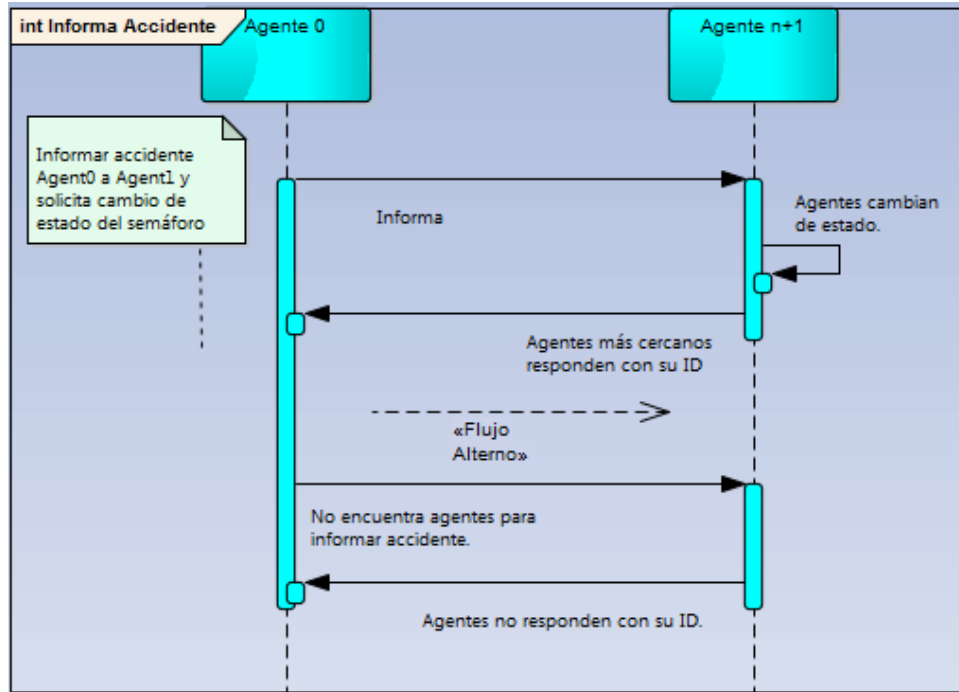 int Informa Accidente
Agente 0
Agente n+1
Informar accidente
Agent0 a Agent1 y
solicita cambio de
estado del semáforo
Informa
Agentes cambian
de estado.
Agentes más cercanos
responden con su ID
«Flujo
Alterno»
No encuentra agentes para
informar accidente.
Agentes no responden con su ID.